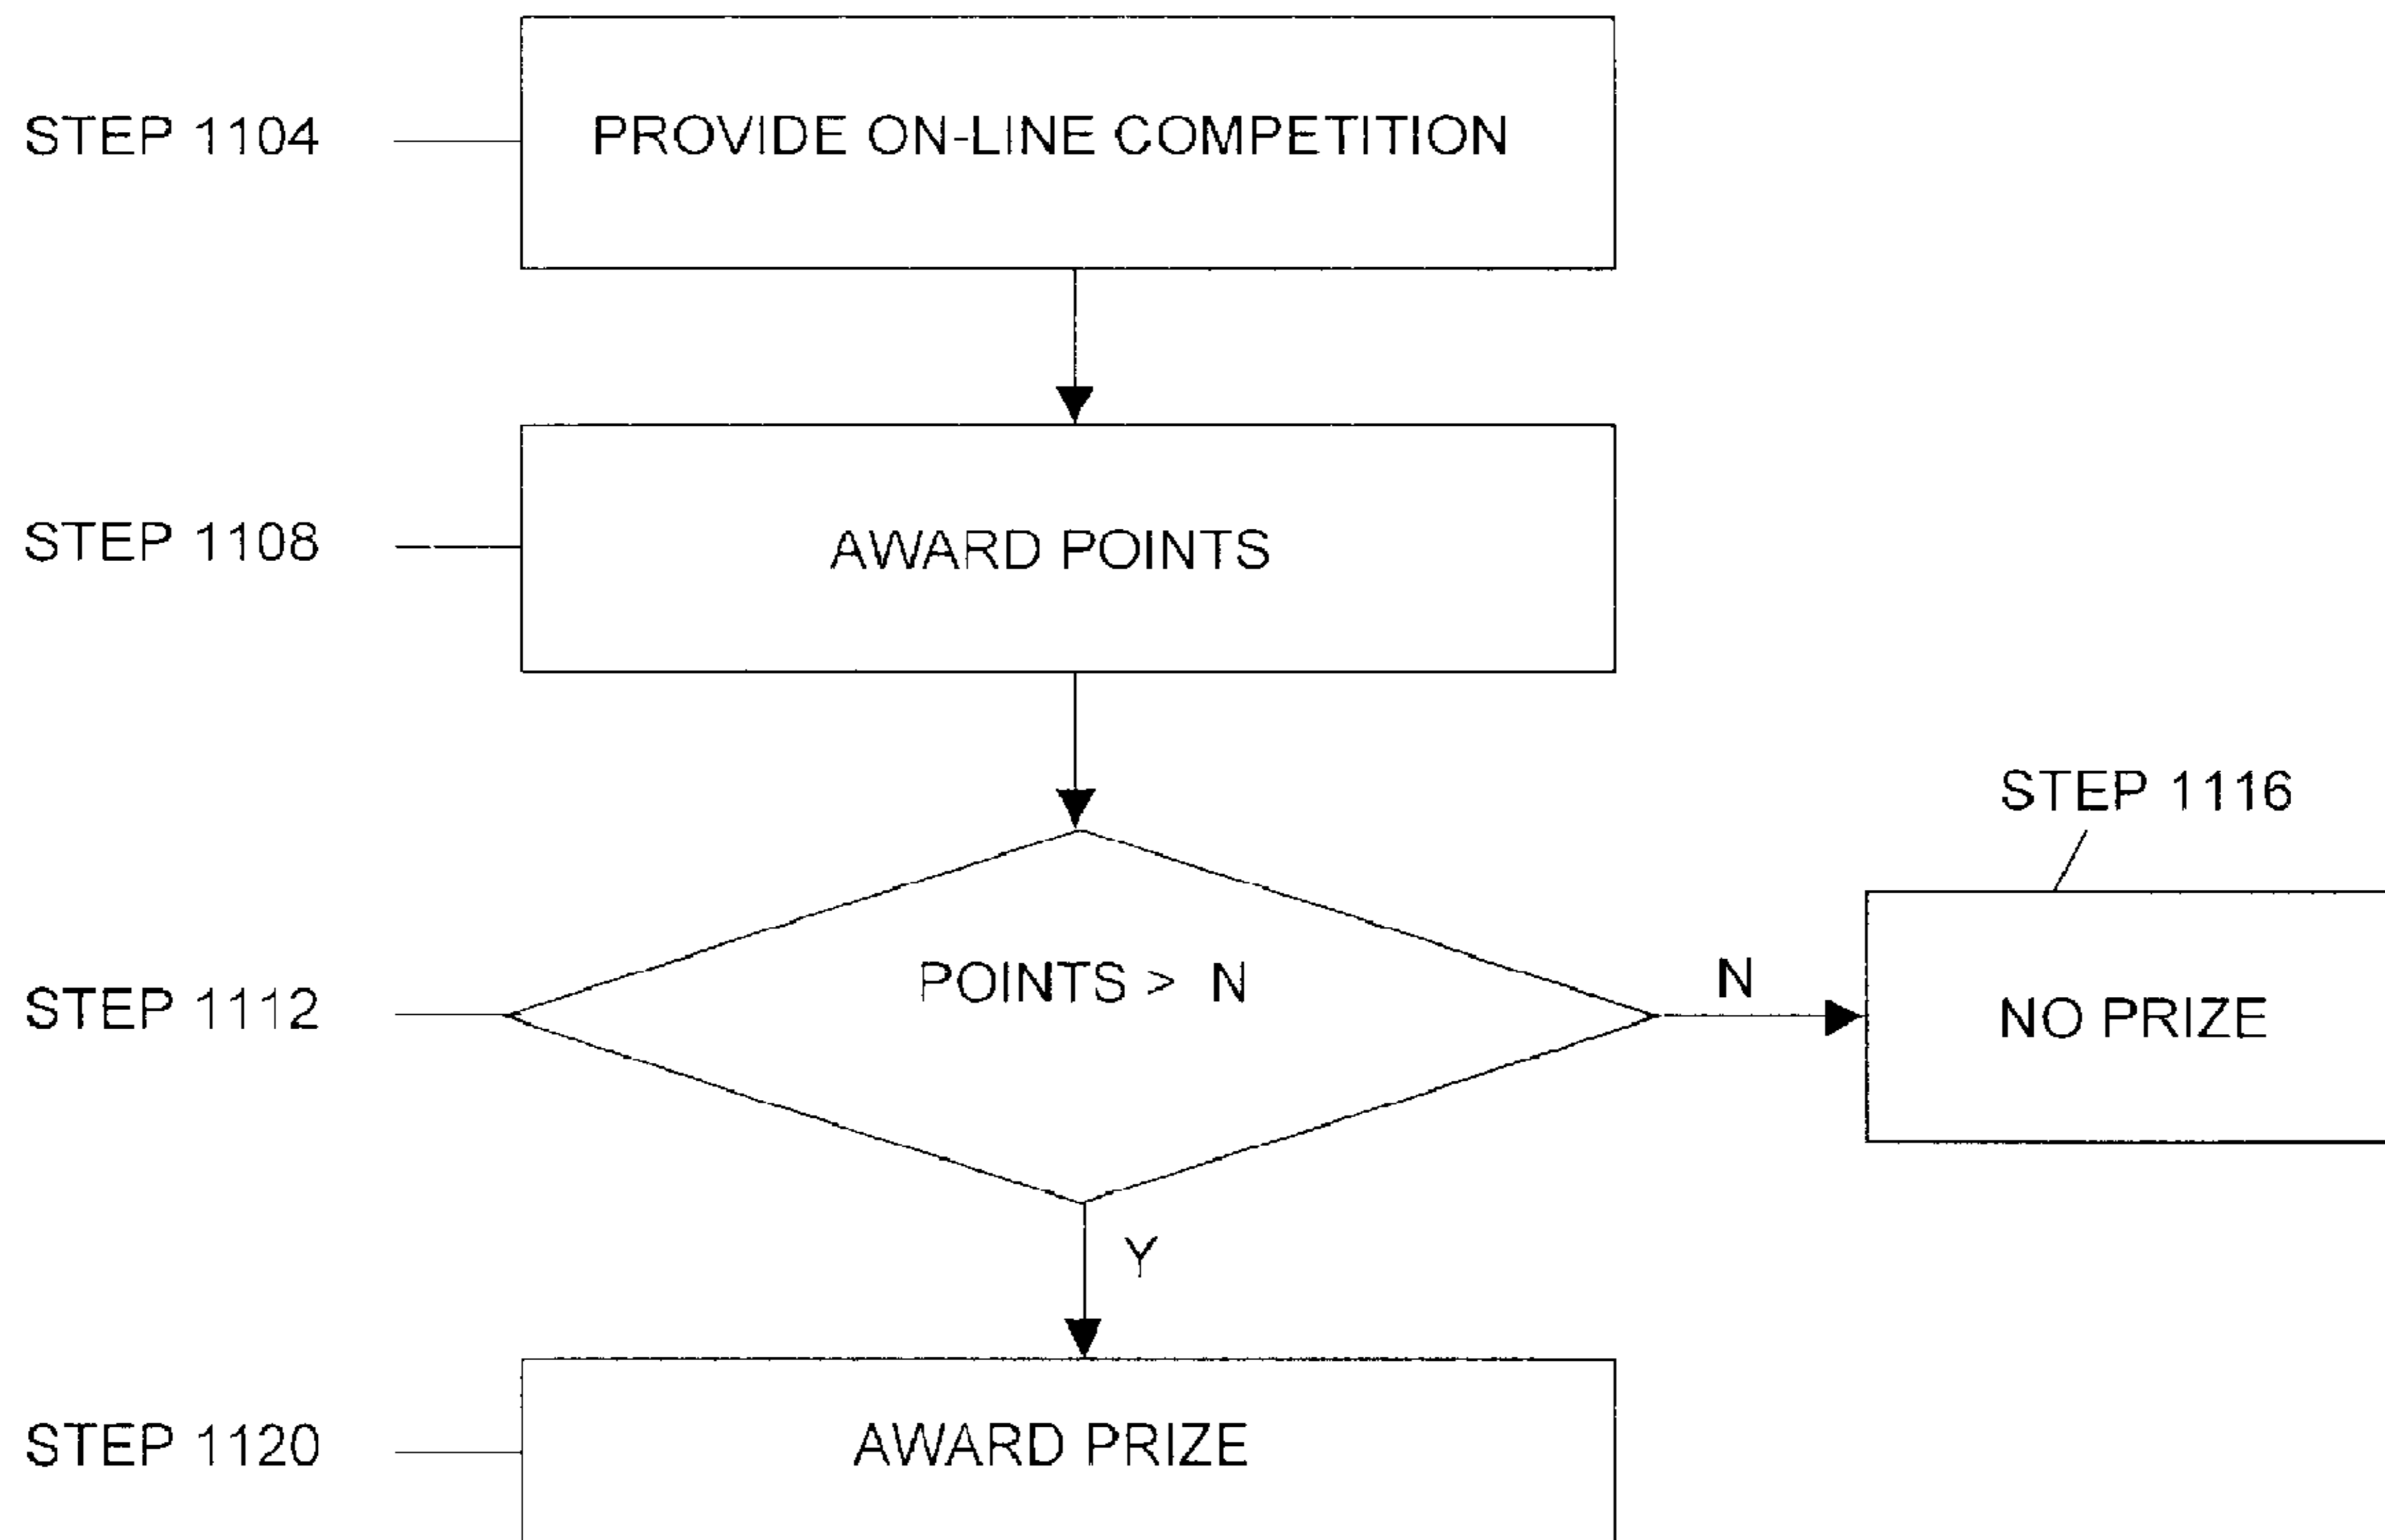 STEP 1104
PROVIDE ON-LINE COMPETITION
STEP 1108
AWARD POINTS
STEP 1116
STEP 1112
POINTS > N
N
NO PRIZE
Y
STEP 1120
AWARD PRIZE